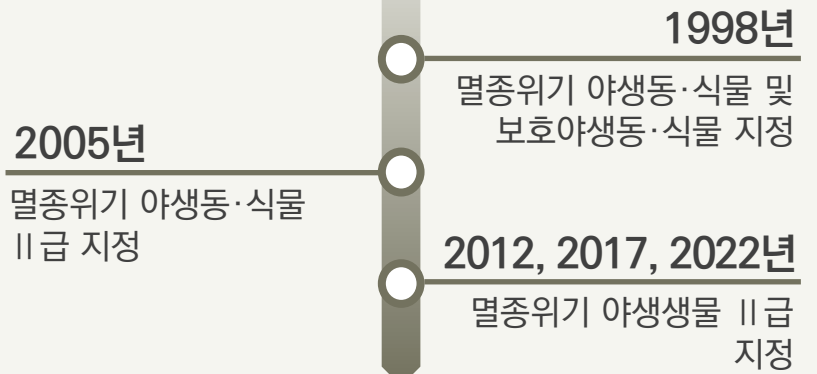 1998년
멸종위기 야생동·식물 및
보호야생동·식물 지정
2005년
멸종위기 야생동·식물
Ⅱ급 지정
2012, 2017, 2022년
멸종위기 야생생물 Ⅱ급
지정